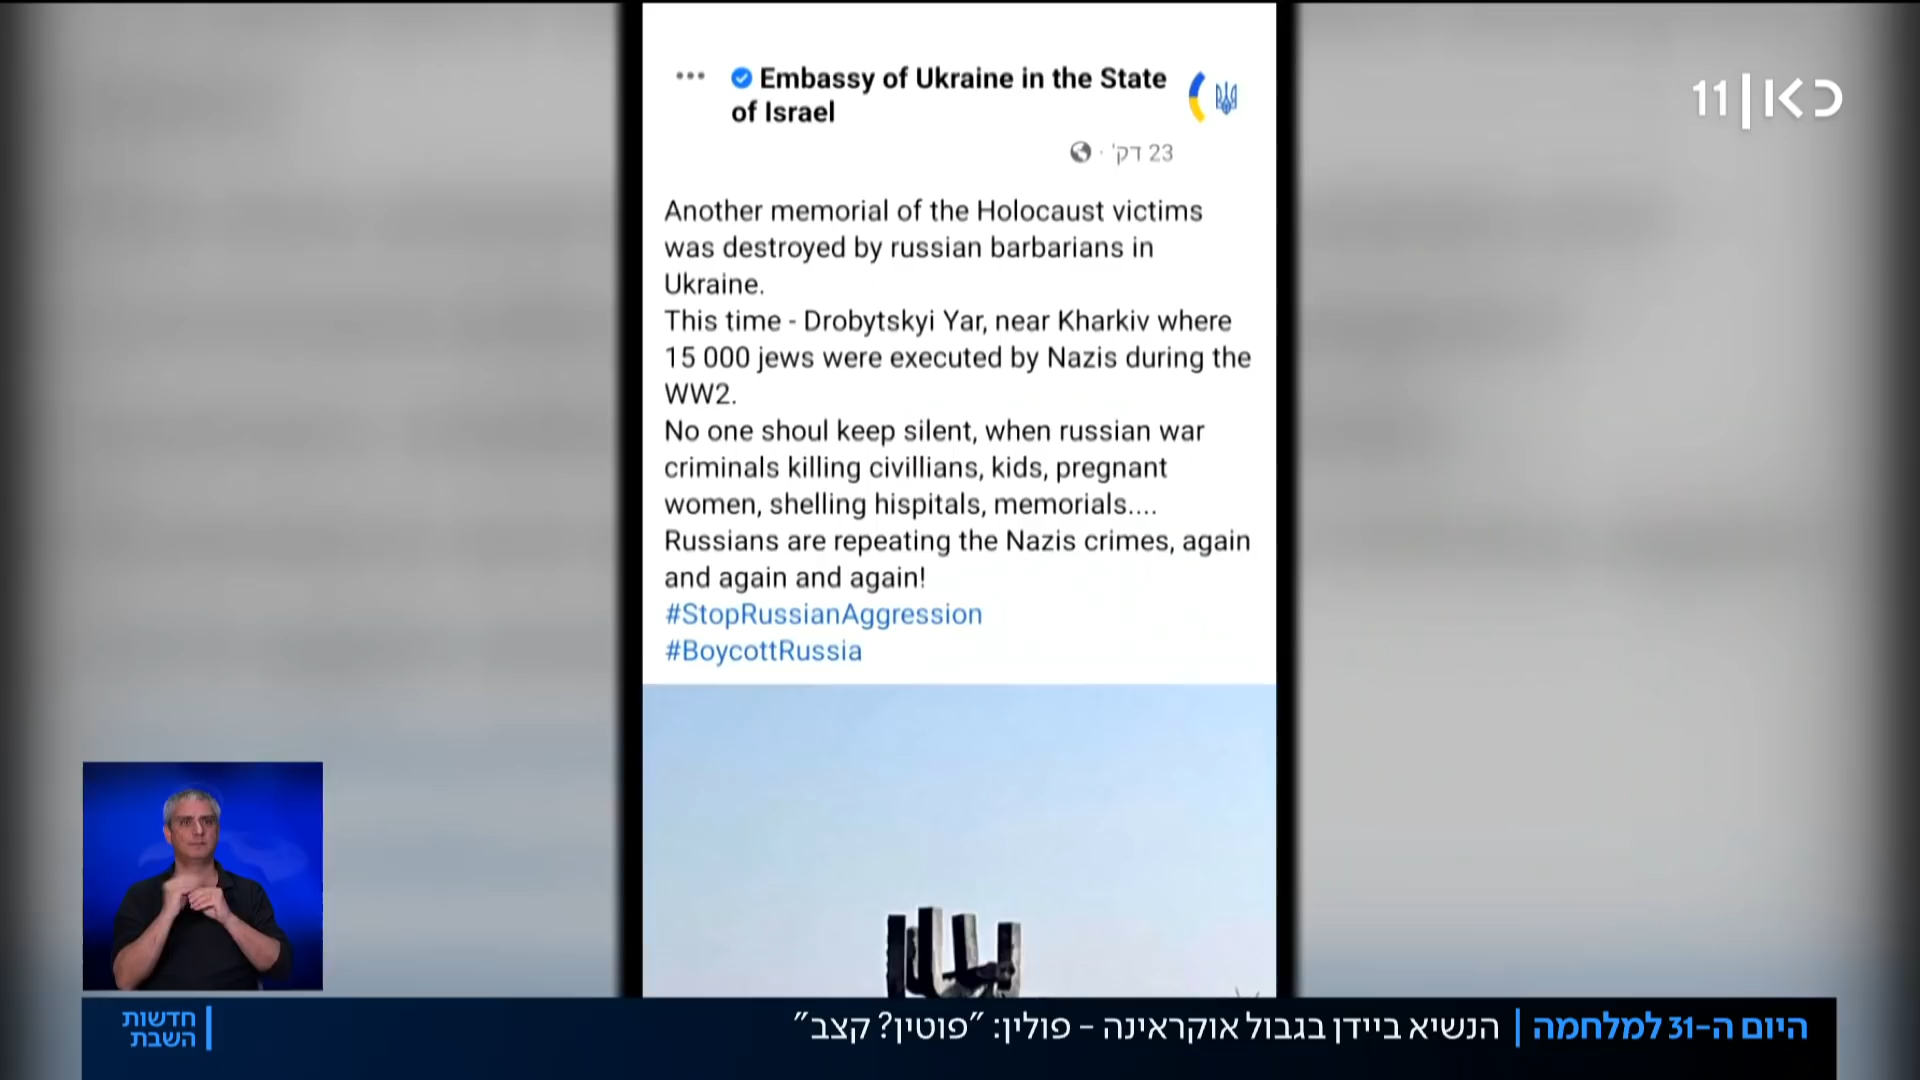 כאן 11
Embassy of Ukraine in the State
of Israel
23 דק'
Another memorial of the Holocaust victims
was destroyed by russian barbarians in
Ukraine.
This time - Drobytskyi Yar, near Kharkiv where
15 000 jews were executed by Nazis during the
WW2.
No one shoul keep silent, when russian war
criminals killing civillians, kids, pregnant
women, shelling hispitals, memorials....
Russians are repeating the Nazis crimes, again
and again and again!
#StopRussianAggression
#BoycottRussia
היום ה-31 למלחמה | הנשיא ביידן בגבול אוקראינה - פולין: "פוטין? קצב"
חדשות
השבת